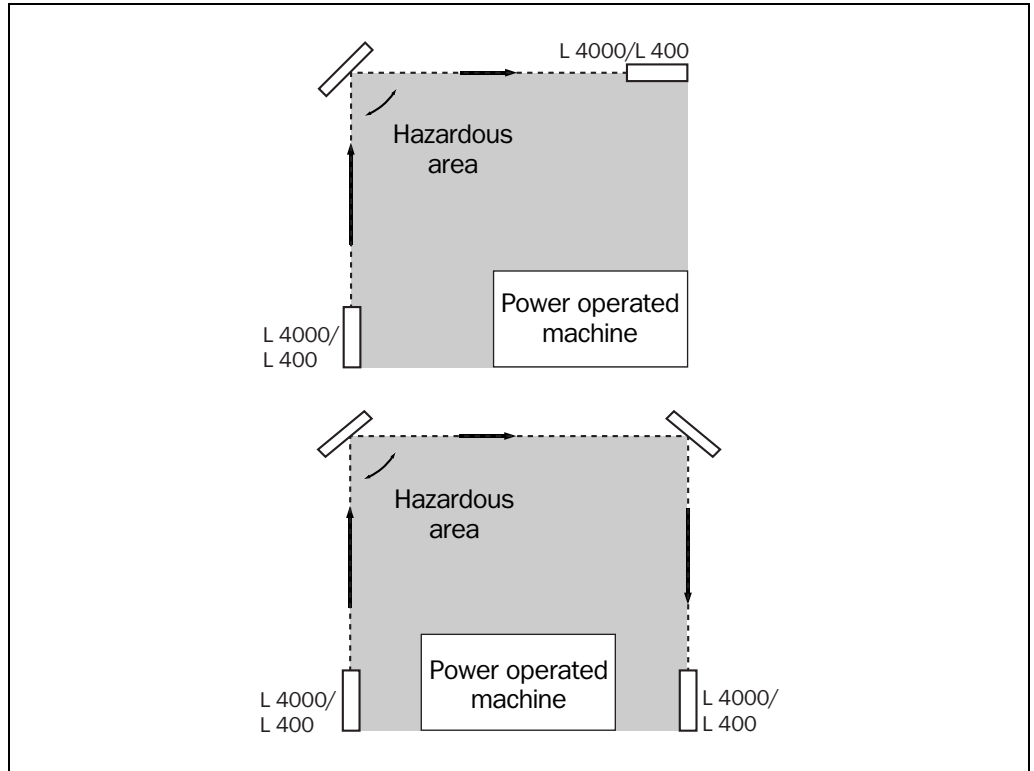 L 4000/L 400
Hazardous
area
Power operated
machine
L 4000/
L 400
Hazardous
area
Power operated
machine
L 4000/
L 400
L 4000/
L 400